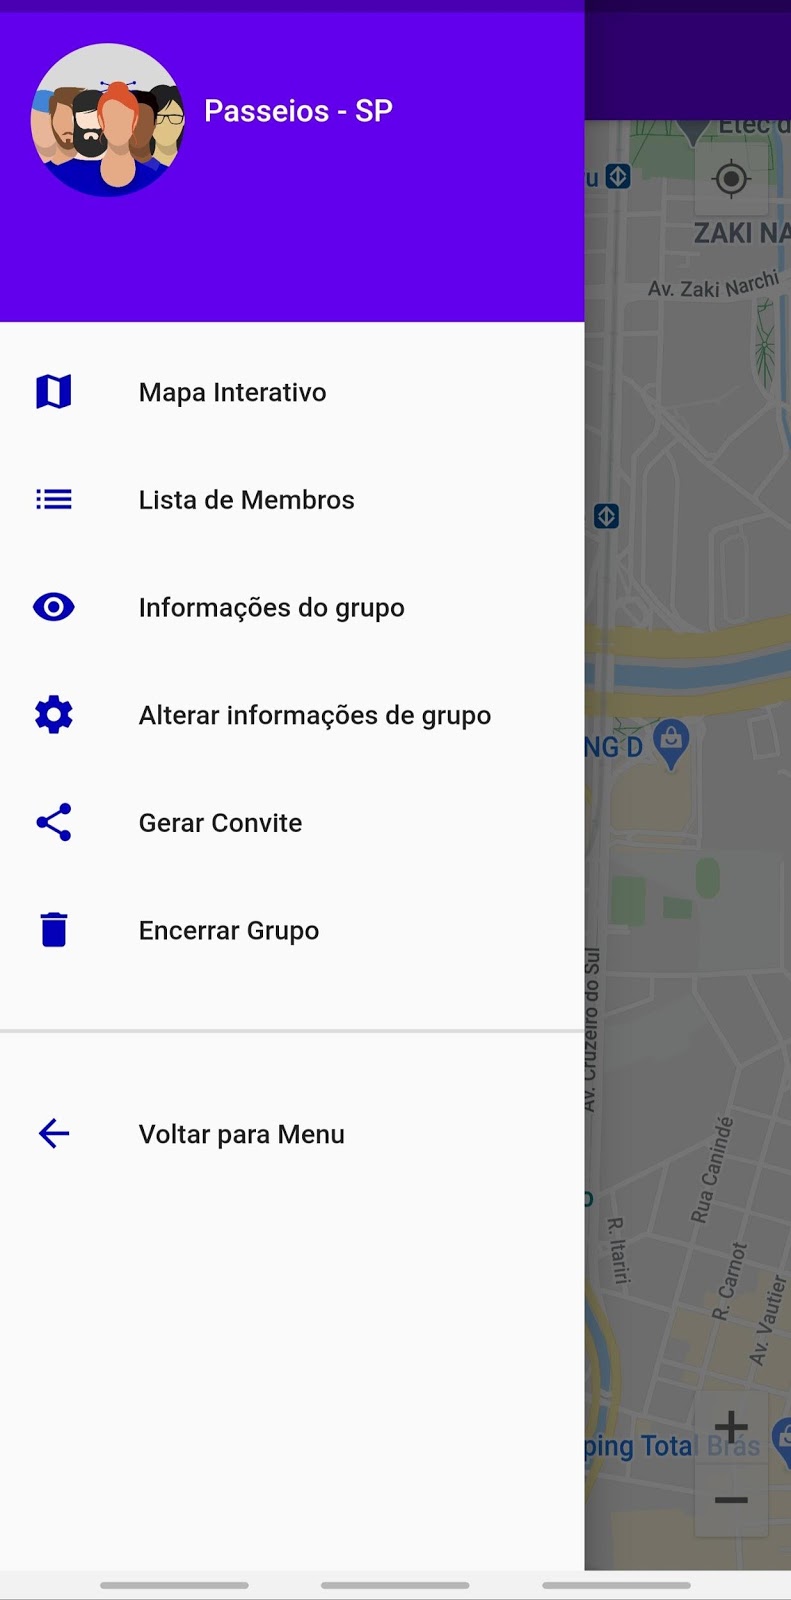 Passeios - SP
Mapa Interativo
Lista de Membros
Informações do grupo
Alterar informações de grupo
Gerar Convite
Encerrar Grupo
Voltar para Menu
Etec d
u
ZAKI NA
Av. Zaki Narchi
NG D
Av. Cruzeiro do Sul
Rua Canindé
R. Itariri
R. Carnot
Av. Vautier
ping Total Brás